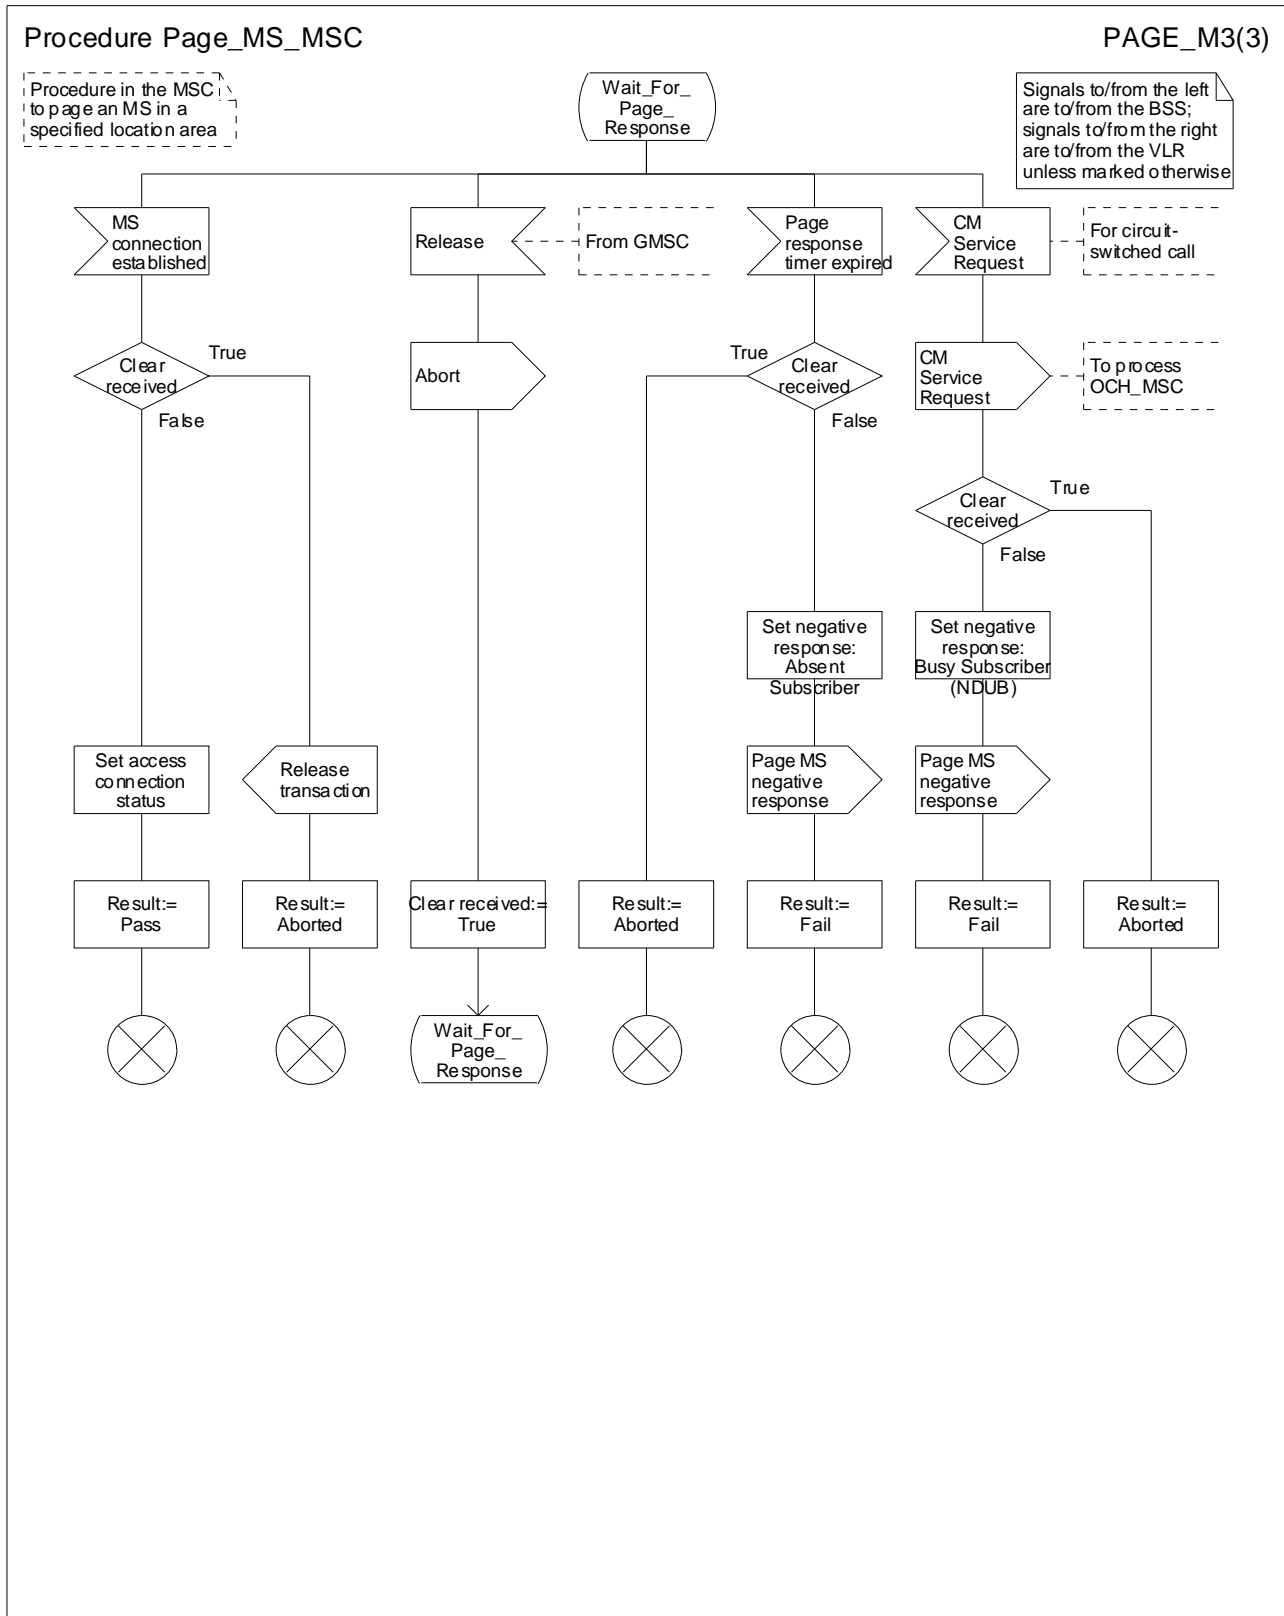 Procedure Page_MS_MSC
PAGE_M3(3)
Procedure in the MSC
to page an MS in a
specified location area
Wait_For_
Page_
Response
Signals to/from the left
are to/from the BSS;
signals to/from the right
are to/from the VLR
unless marked otherwise
MS
connection
established
Release
From GMSC
Page
response
timer expired
CM
Service
Request
For circuit-
switched call
Clear
received
True
False
Abort
True
Clear
received
False
CM
Service
Request
To process
OCH_MSC
Clear
received
True
False
Set negative
response:
Absent
Subscriber
Set negative
response:
Busy Subscriber
(NDUB)
Set access
connection
status
Release
transaction
Page MS
negative
response
Page MS
negative
response
Result:=
Pass
Result:=
Aborted
Clear received:=
True
Result:=
Aborted
Result:=
Fail
Result:=
Fail
Result:=
Aborted
Wait_For_
Page_
Response